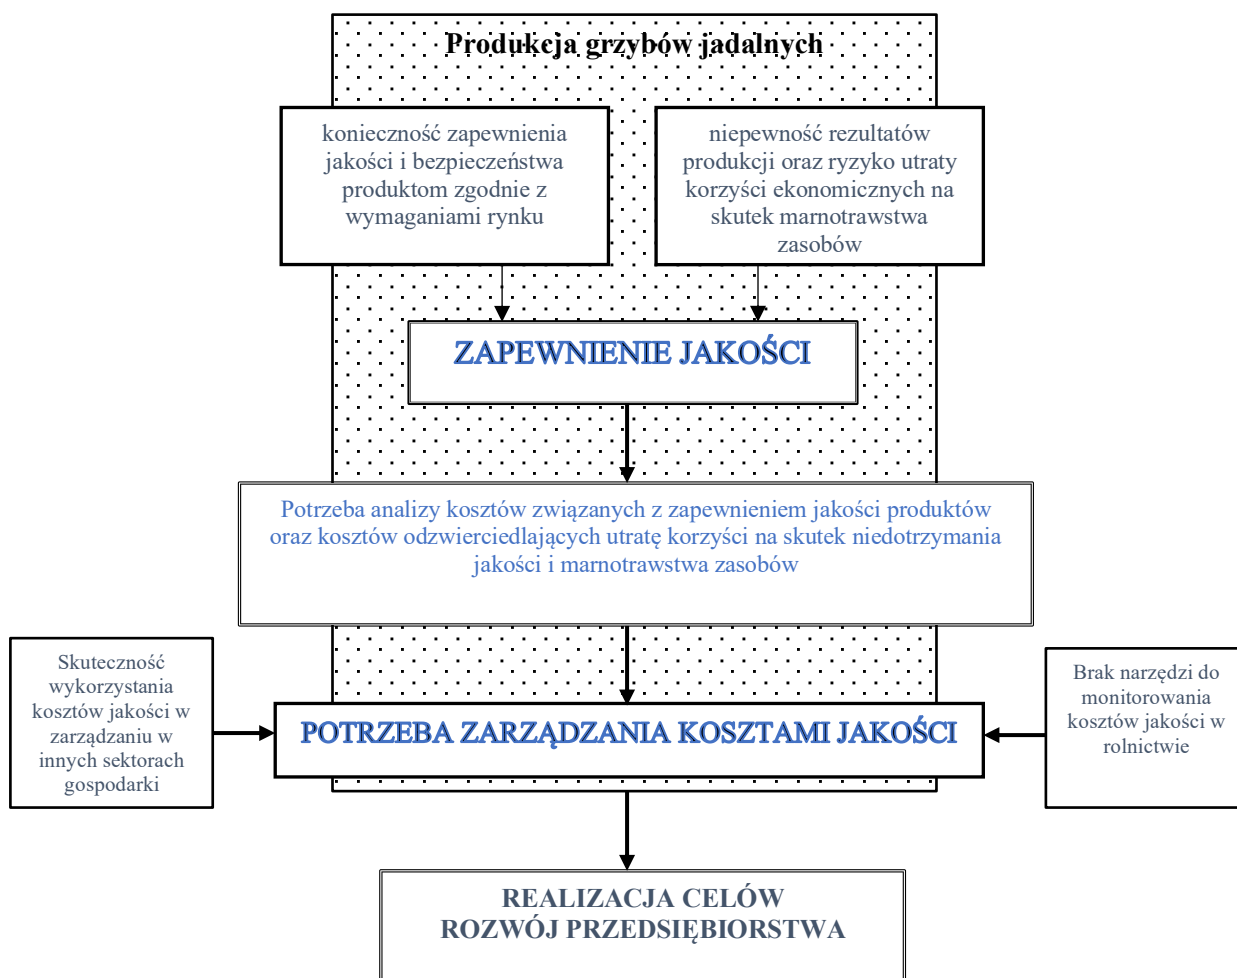 Produkcja grzybów jadalnych
konieczność zapewnienia
jakości i bezpieczeństwa
produktom zgodnie z
wymaganiami rynku
niepewność rezultatów
produkcji oraz ryzyko utraty
korzyści ekonomicznych na
skutek marnotrawstwa
zasobów
ZAPEWNIENIE JAKOŚCI
Potrzeba analizy kosztów związanych z zapewnieniem jakości produktów
oraz kosztów odzwierciedlających utratę korzyści na skutek niedotrzymania
jakości i marnotrawstwa zasobów
Skuteczność
wykorzystania
kosztów jakości w
zarządzaniu w
innych sektorach
gospodarki
POTRZEBA ZARZĄDZANIA KOSZTAMI JAKOŚCI
Brak narzędzi do
monitorowania
kosztów jakości w
rolnictwie
REALIZACJA CELÓW
ROZWÓJ PRZEDSIĘBIORSTWA